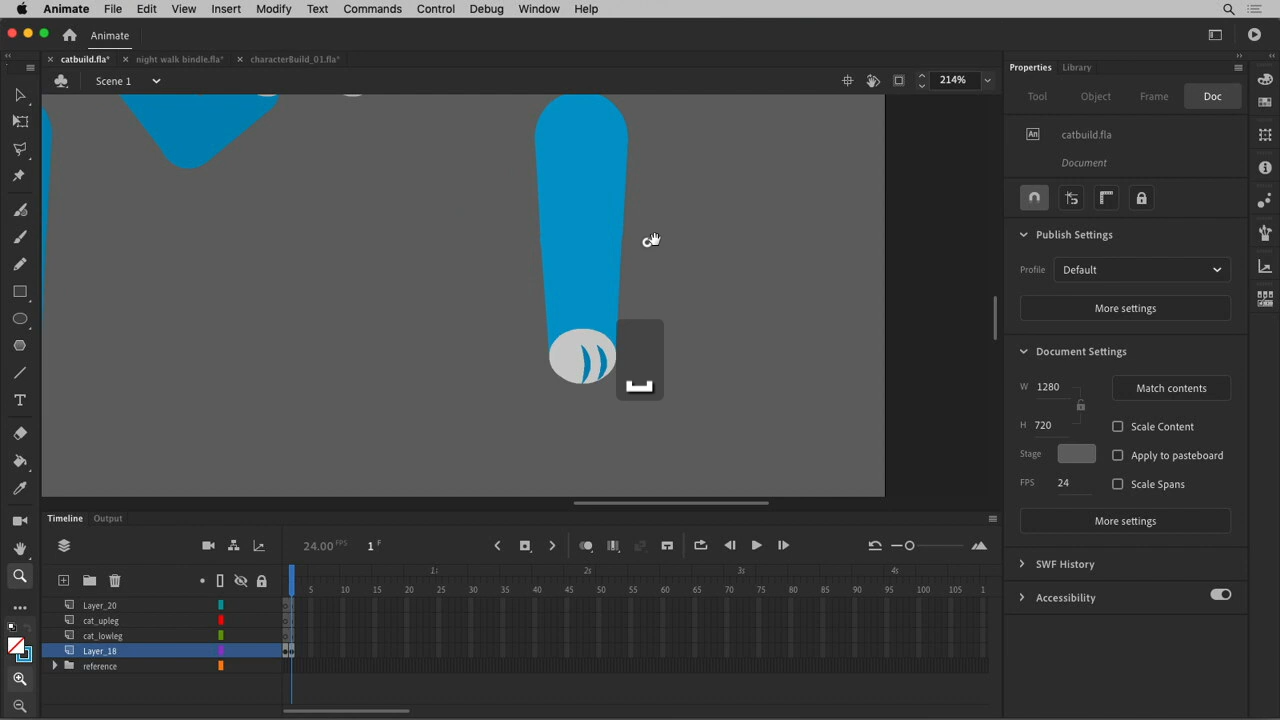 Animate File Edit View Insert Modify Text Commands Control Debug Window Help
Animate
catbuild.fla* night walk bindle.fla* characterBuild_01.fla*
Scene 1
214%
Properties Library
Tool Object Frame Doc
An catbuild.fla
Document
Publish Settings
Profile Default
More settings
Document Settings
W 1280 Match contents
H 720 Scale Content
Stage Apply to pasteboard
FPS 24 Scale Spans
More settings
SWF History
Accessibility
Timeline Output
24.00 FPS 1 F
1s 2s 3s 4s
5 10 15 20 25 30 35 40 45 50 55 60 65 70 75 80 85 90 95 100 105 1
Layer_20
cat_upleg
cat_lowleg
Layer_18
reference